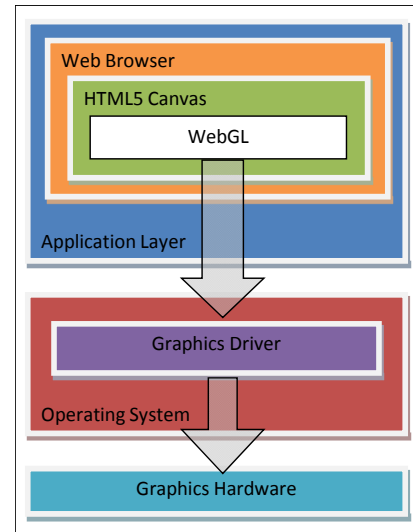 Web Browser
HTML5 Canvas
WebGL
Application Layer
Graphics Driver
Operating System
Graphics Hardware